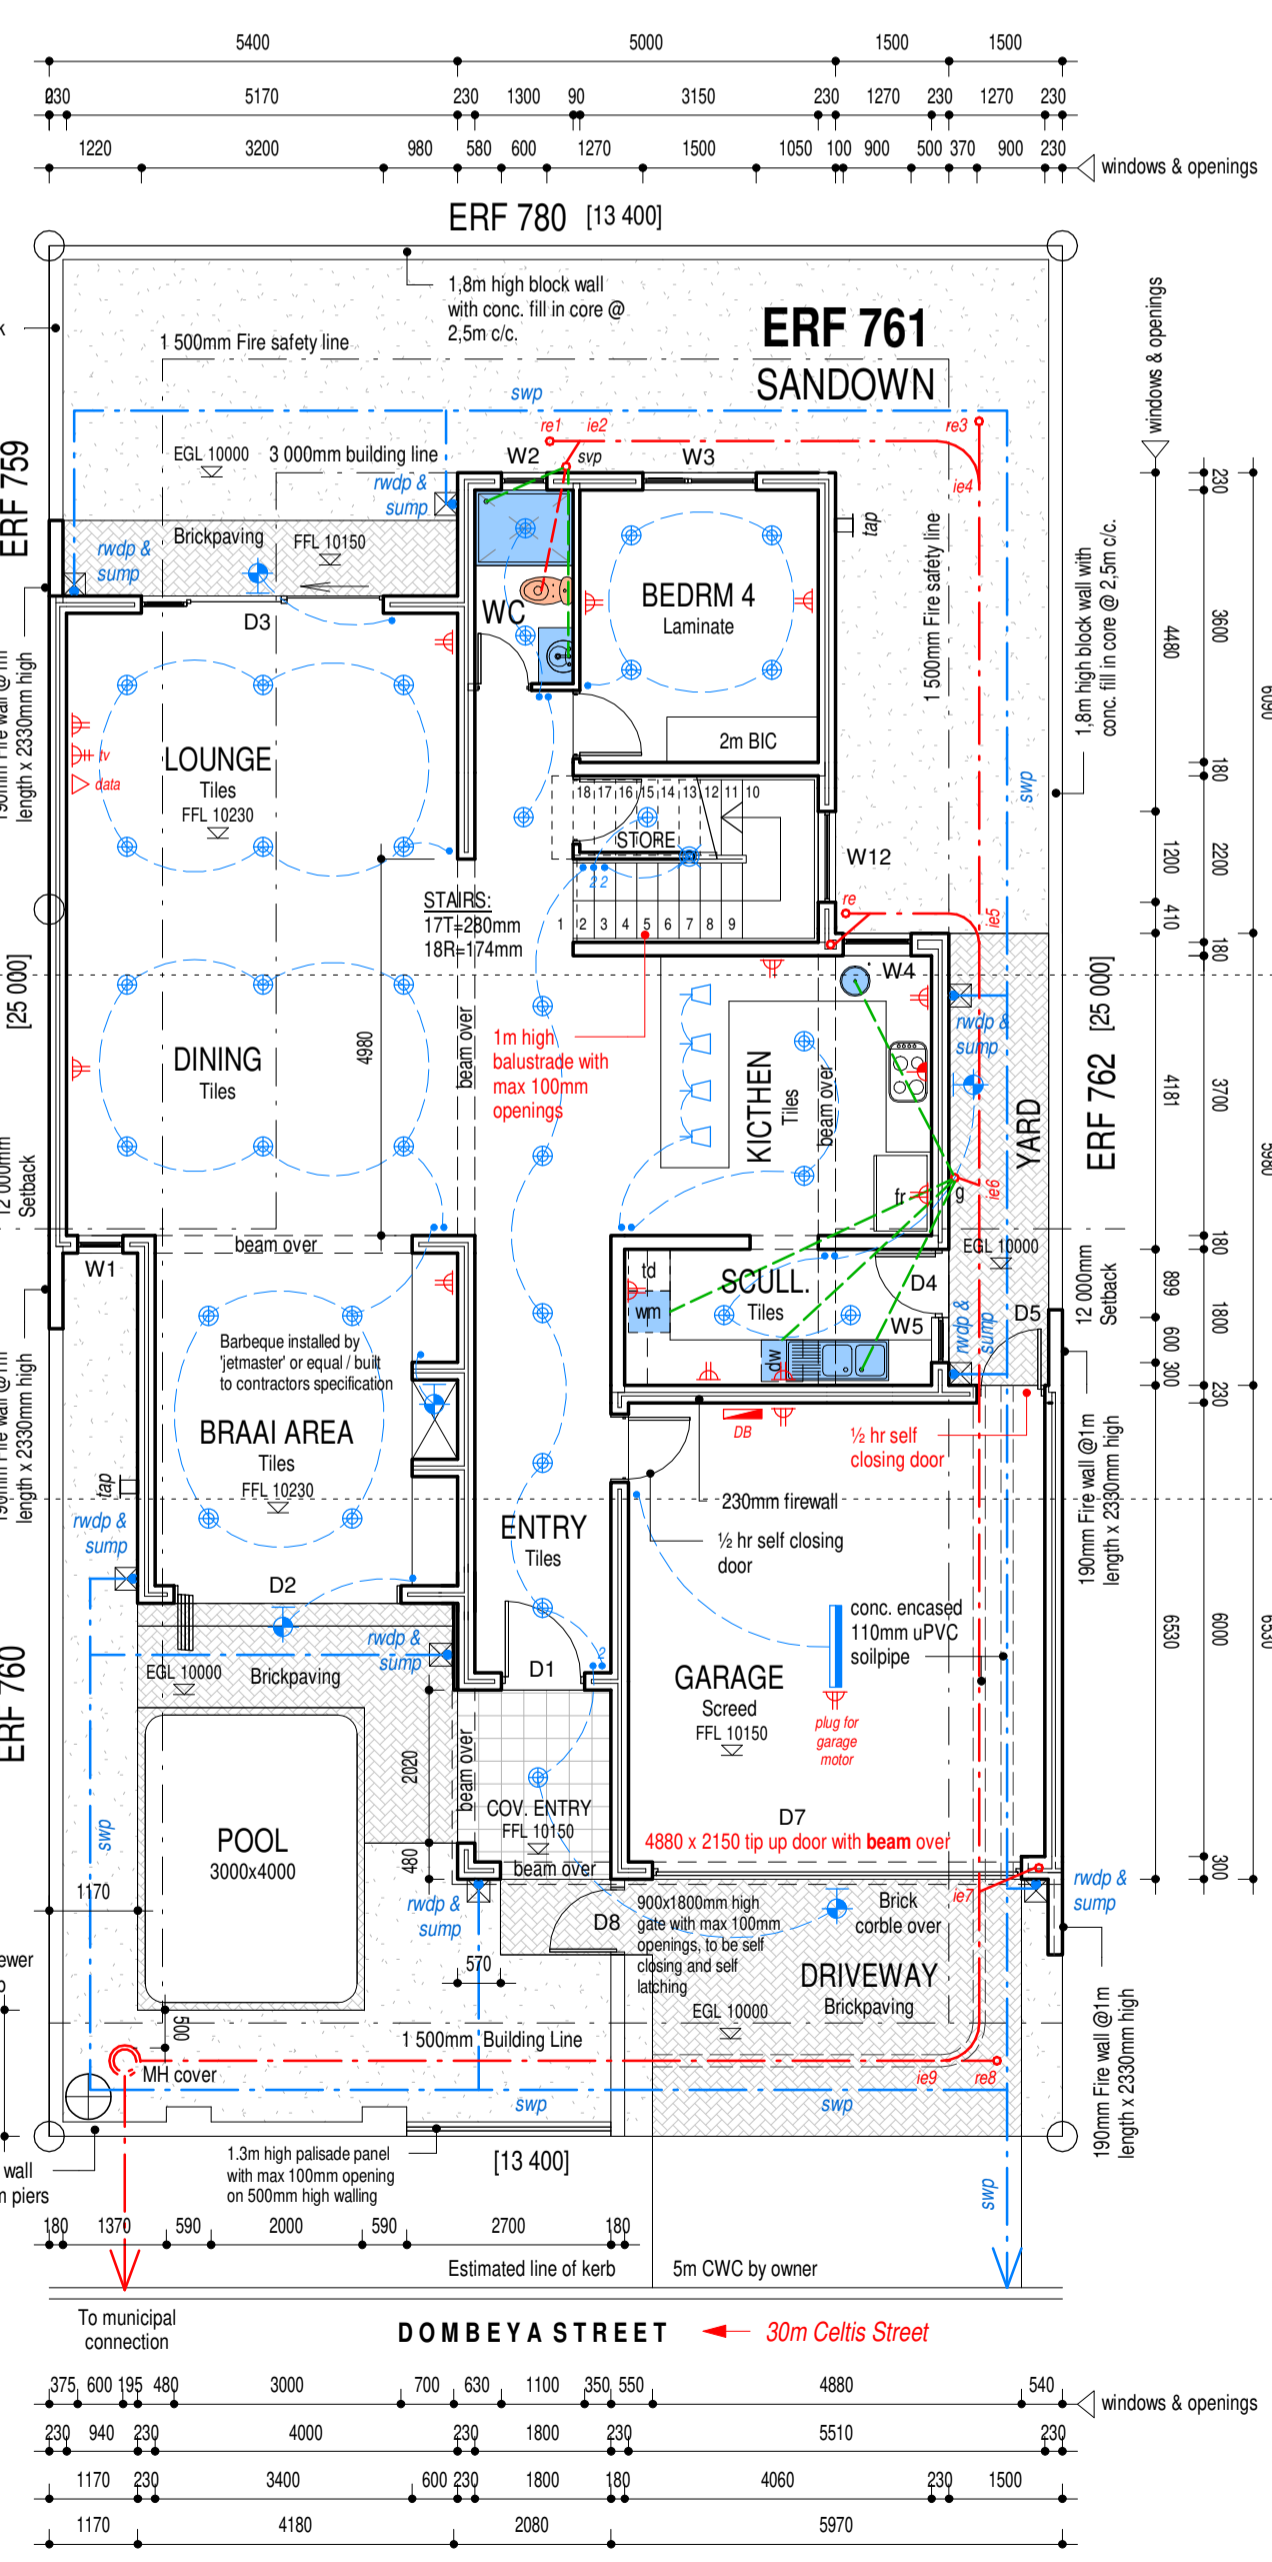 5400 5000 1500 1500
230 5170 230 1300 90 3150 230 1270 230 1270 230
1220 3200 980 580 600 1270 1500 1050 100 900 500 370 900 230 windows & openings
ERF 780 [13 400]
1,8m high block wall
with conc. fill in core @
2,5m c/c.
ERF 761
SANDOWN
1 500mm Fire safety line
swp
re1 ie2 re3
EGL 10000 3 000mm building line
W2 svp W3
ie4
rwdp &
sump
ERF 759
Brickpaving FFL 10150
rwdp &
sump
tap
1 500mm Fire safety line
windows & openings
1,8m high block wall with
conc. fill in core @ 2,5m c/c.
D3
WC
BEDRM 4
Laminate
2m BIC
length x 2330mm high
LOUNGE
Tiles
FFL 10230
tv
data
swp
18 17 16 15 14 13 12 11 10
STORE
2 2
W12
STAIRS:
17T=280mm
18R=174mm
1 2 3 4 5 6 7 8 9
re
ie5
[25 000]
DINING
Tiles
4980
beam over
1m high
balustrade with
max 100mm
openings
W4
KICTHEN
Tiles
beam over
rwdp &
sump
YARD
ERF 762 [25 000]
fr
g
ie6
12 000mm
Setback
beam over
W1
td
wm
SCULL.
Tiles
D4
W5
dw
EGL 10000
D5
rwdp &
sump
12 000mm
Setback
Barbeque installed by
'jetmaster' or equal / built
to contractors specification
BRAAI AREA
Tiles
FFL 10230
DB
½ hr self
closing door
190mm Fire wall @1m
length x 2330mm high
length x 2330mm high
tap
rwdp &
sump
230mm firewall
½ hr self closing
door
ENTRY
Tiles
D2
conc. encased
110mm uPVC
soilpipe
rwdp &
sump
2
D1
EGL 10000 Brickpaving
GARAGE
Screed
FFL 10150
plug for
garage
motor
ERF 760
swp
2020
beam over
POOL
3000x4000
COV. ENTRY
FFL 10150
beam over
480
D7
4880 x 2150 tip up door with beam over
1170
rwdp &
sump
D8
900x1800mm high
gate with max 100mm
openings, to be self
closing and self
latching
Brick
corble over
ie7
rwdp &
sump
570
DRIVEWAY
Brickpaving
EGL 10000
190mm Fire wall @1m
length x 2330mm high
500
1 500mm Building Line
MH cover
ie9 re8
swp swp
wall
1.3m high palisade panel
with max 100mm opening
on 500mm high walling
[13 400]
swp
180 1370 590 2000 590 2700 180
Estimated line of kerb 5m CWC by owner
To municipal
connection
DOMBEYA STREET 30m Celtis Street
375 600 195 480 3000 700 630 1100 350 550 4880 540 windows & openings
230 940 230 4000 230 1800 230 5510 230
1170 230 3400 600 230 1800 180 4060 230 1500
1170 4180 2080 5970
4480 1200 410 4181 899 600 300 6530
230 3600 180 2200 180 3700 180 1800 230 6000 300